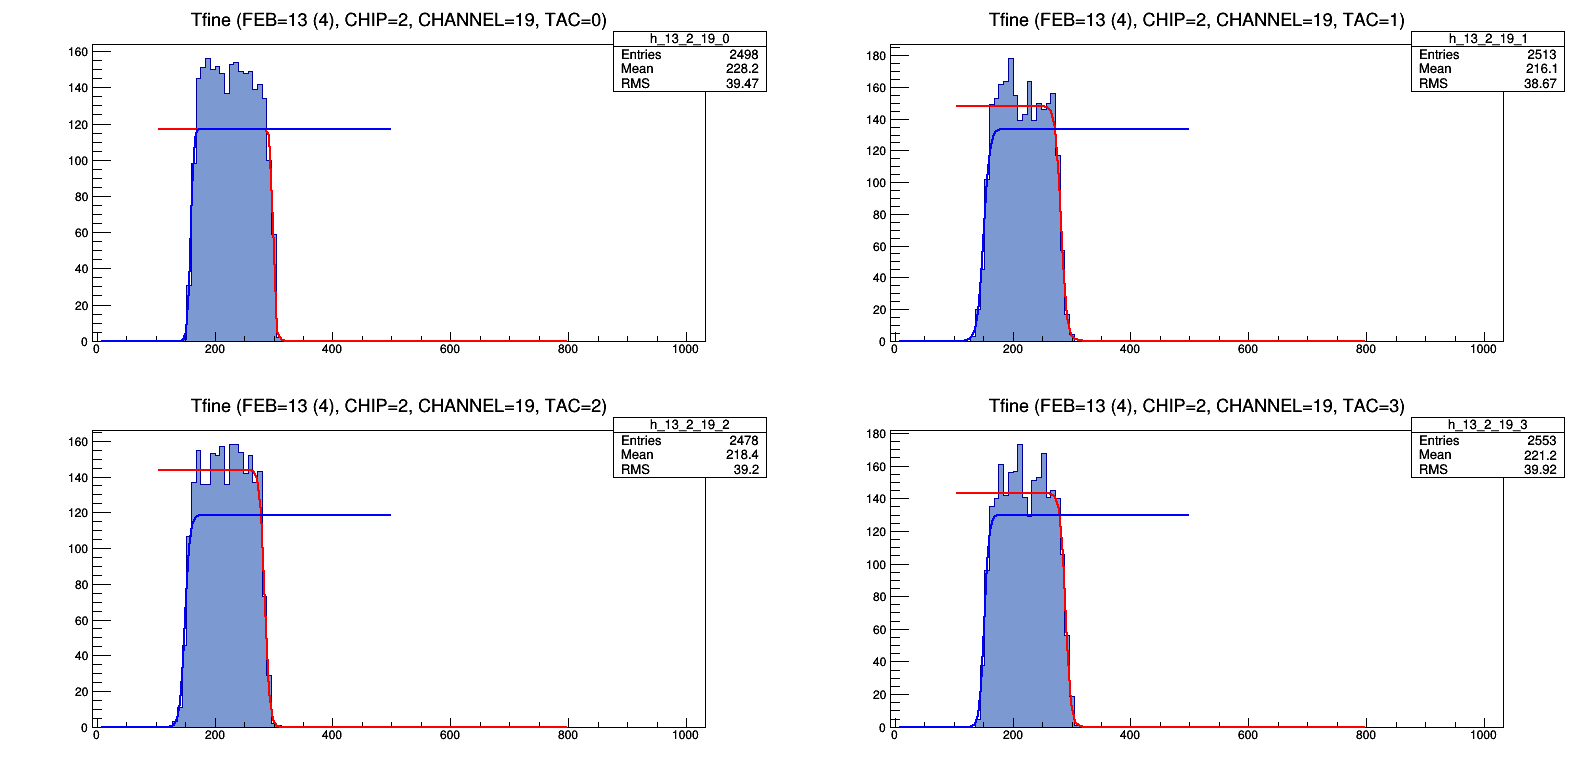 Tfine (FEB=13 (4), CHIP=2, CHANNEL=19, TAC=0)
h_13_2_19_0
Entries 2498
Mean 228.2
RMS 39.47
160
140
120
100
80
60
40
20
0
0 200 400 600 800 1000
Tfine (FEB=13 (4), CHIP=2, CHANNEL=19, TAC=1)
h_13_2_19_1
Entries 2513
Mean 216.1
RMS 38.67
180
160
140
120
100
80
60
40
20
0
0 200 400 600 800 1000
Tfine (FEB=13 (4), CHIP=2, CHANNEL=19, TAC=2)
h_13_2_19_2
Entries 2478
Mean 218.4
RMS 39.2
160
140
120
100
80
60
40
20
0
0 200 400 600 800 1000
Tfine (FEB=13 (4), CHIP=2, CHANNEL=19, TAC=3)
h_13_2_19_3
Entries 2553
Mean 221.2
RMS 39.92
180
160
140
120
100
80
60
40
20
0
0 200 400 600 800 1000